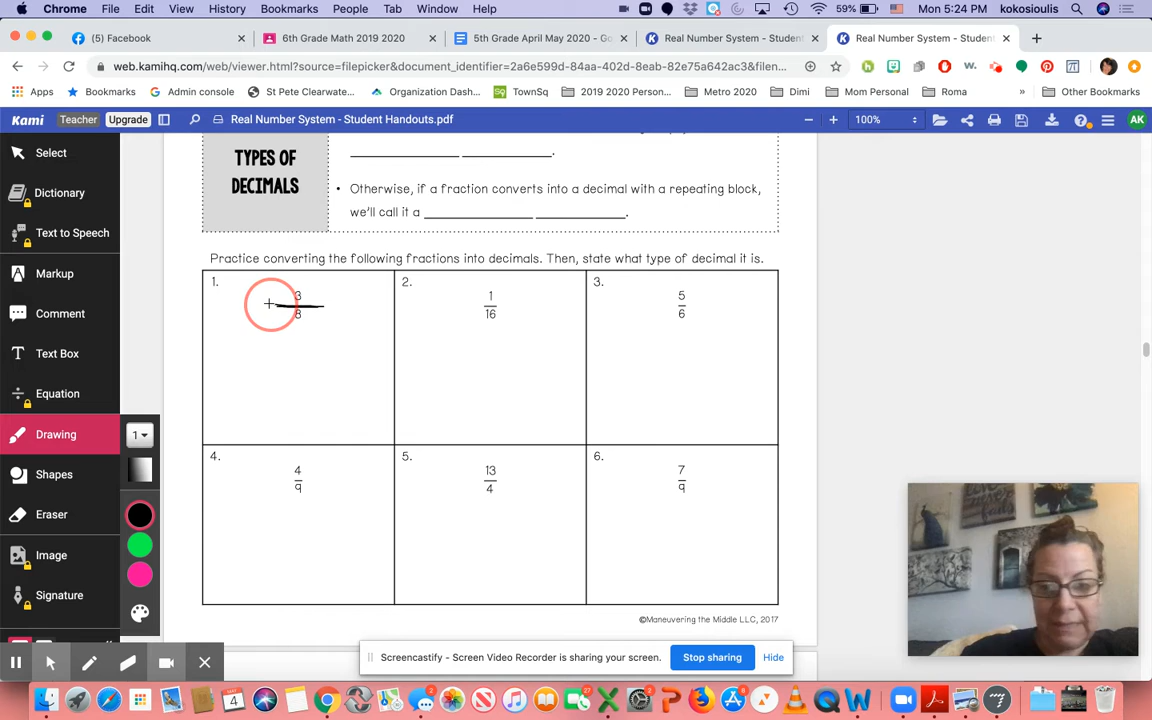 Chrome File Edit View History Bookmarks People Tab Window Help 59% Mon 5:24 PM kokosioulis
(5) Facebook × 6th Grade Math 2019 2020 × 5th Grade April May 2020 - Go × Real Number System - Student × Real Number System - Student ×
web.kamihq.com/web/viewer.html?source=filepicker&document_identifier=2a6e599d-84aa-402d-8eab-82e75a642ac3&filen...
Apps Bookmarks Admin console St Pete Clearwate... Organization Dash... TownSq 2019 2020 Person... Metro 2020 Dimi Mom Personal Roma » Other Bookmarks
Kami Teacher Upgrade Real Number System - Student Handouts.pdf 100% AK
Select
Dictionary
Text to Speech
Markup
Comment
Text Box
Equation
Drawing 1
Shapes
Eraser
Image
Signature
TYPES OF
DECIMALS
____________ ____________.
• Otherwise, if a fraction converts into a decimal with a repeating block,
we'll call it a ____________ ____________.
Practice converting the following fractions into decimals. Then, state what type of decimal it is.
1. 2. 3.
3 1 5
8 16 6
4. 5. 6.
4 13 7
9 4 9
©Maneuvering the Middle LLC, 2017
Screencastify - Screen Video Recorder is sharing your screen. Stop sharing Hide